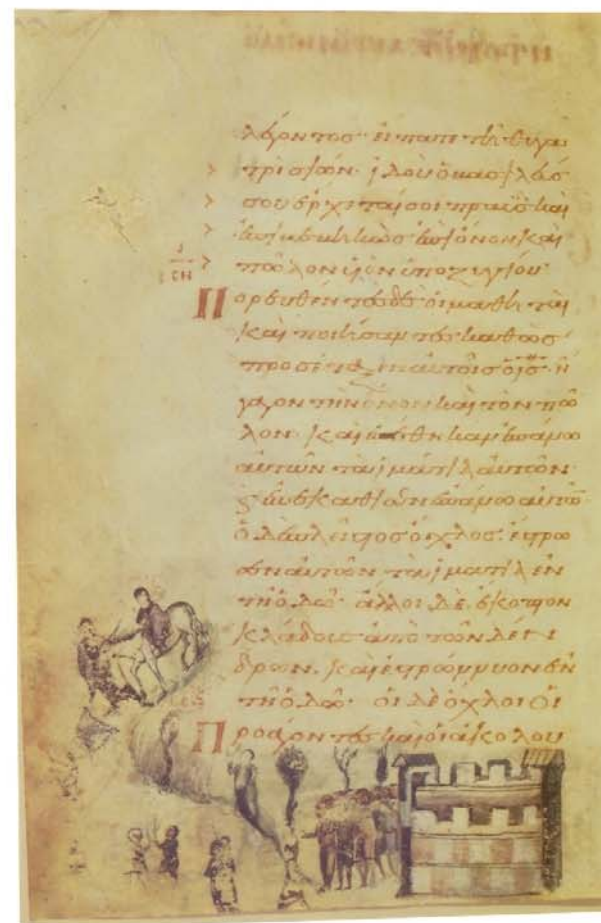 λέγοντος· εἴπατε τῆι θυγα
τρὶ σιών· ἰδοὺ ὁ βασιλεύς
σου ἔρχεταί σοι πραῢς καὶ
ἐπιβεβηκὼς ἐπὶ ὄνον καὶ
πῶλον υἱὸν ὑποζυγίου·
Πορευθέντες δὲ οἱ μαθηταὶ
καὶ ποιήσαντες καθὼς
προσέταξεν αὐτοῖς ὁ ις· ἤ
γαγον τὴν ὄνον καὶ τὸν πῶ
λον· καὶ ἐπέθηκαν ἐπάνω
αὐτῶν τὰ ἱμάτια αὐτῶν·
ϛ ἐπεκάθισεν ἐπάνω αὐτῶν
ὁ δὲ πλεῖστος ὄχλος· ἔστρω
σαν αὐτῶν τὰ ἱμάτια ἐν
τῆ ὁδῶ· ἄλλοι δὲ ἔκοπτον
κλάδους ἀπὸ τῶν δέν
δρων· καὶ ἐστρώννυον ἐν
τῆ ὁδῶ· οἱ δὲ ὄχλοι οἱ
Προάγοντες καὶ οἱ ἀκολου